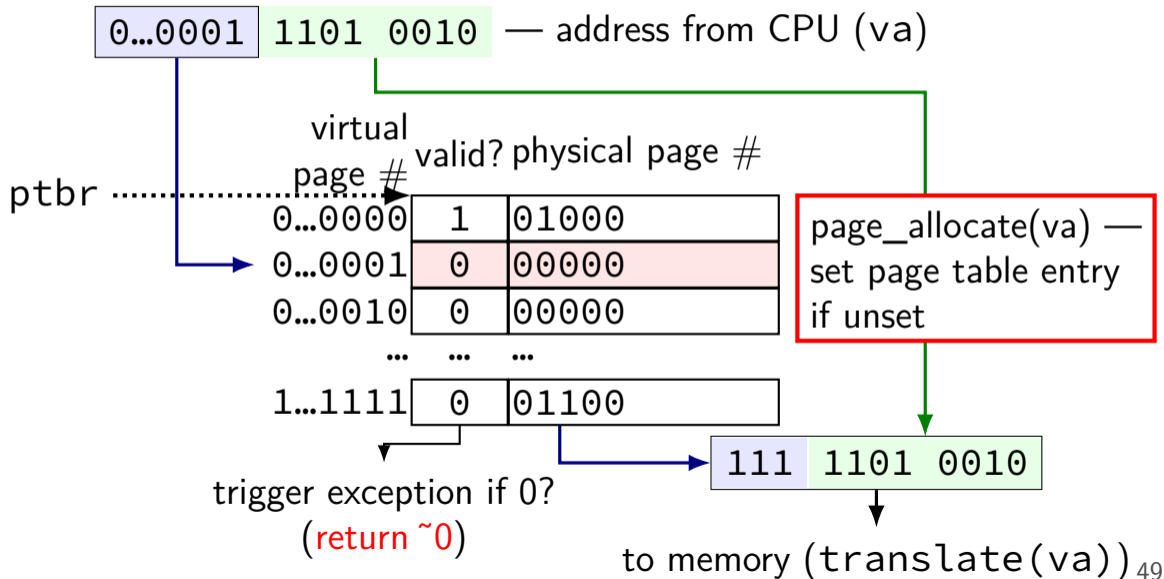 0…0001 1101 0010 — address from CPU (va)
virtual
page #
valid? physical page #
ptbr
0…0000 1 01000
0…0001 0 00000
0…0010 0 00000
… … …
1…1111 0 01100
page_allocate(va) —
set page table entry
if unset
111 1101 0010
trigger exception if 0?
(return ~0)
to memory (translate(va))
49